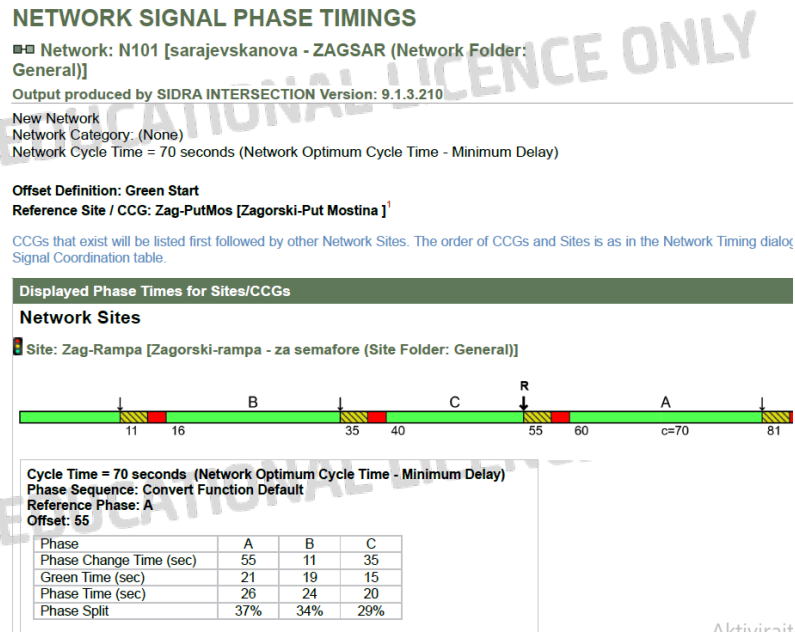 NETWORK SIGNAL PHASE TIMINGS
Network: N101 [sarajevskanova - ZAGSAR (Network Folder:
General)]
Output produced by SIDRA INTERSECTION Version: 9.1.3.210
EDUCATIONAL LICENCE ONLY
New Network
Network Category: (None)
Network Cycle Time = 70 seconds (Network Optimum Cycle Time - Minimum Delay)
Offset Definition: Green Start
Reference Site / CCG: Zag-PutMos [Zagorski-Put Mostina ]1
CCGs that exist will be listed first followed by other Network Sites. The order of CCGs and Sites is as in the Network Timing dialog
Signal Coordination table.
Displayed Phase Times for Sites/CCGs
Network Sites
Site: Zag-Rampa [Zagorski-rampa - za semafore (Site Folder: General)]
R
B C A
11 16 35 40 55 60 c=70 81
Cycle Time = 70 seconds (Network Optimum Cycle Time - Minimum Delay)
Phase Sequence: Convert Function Default
Reference Phase: A
Offset: 55
Phase A B C
Phase Change Time (sec) 55 11 35
Green Time (sec) 21 19 15
Phase Time (sec) 26 24 20
Phase Split 37% 34% 29%